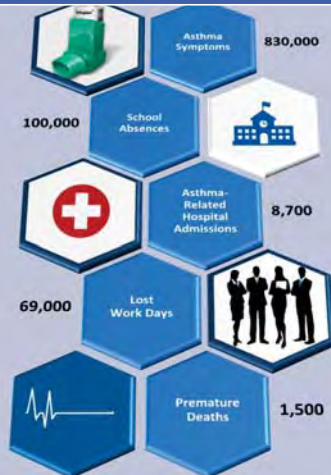 Asthma
Symptoms
830,000
100,000
School
Absences
Asthma-
Related
Hospital
Admissions
8,700
69,000
Lost
Work Days
Premature
Deaths
1,500